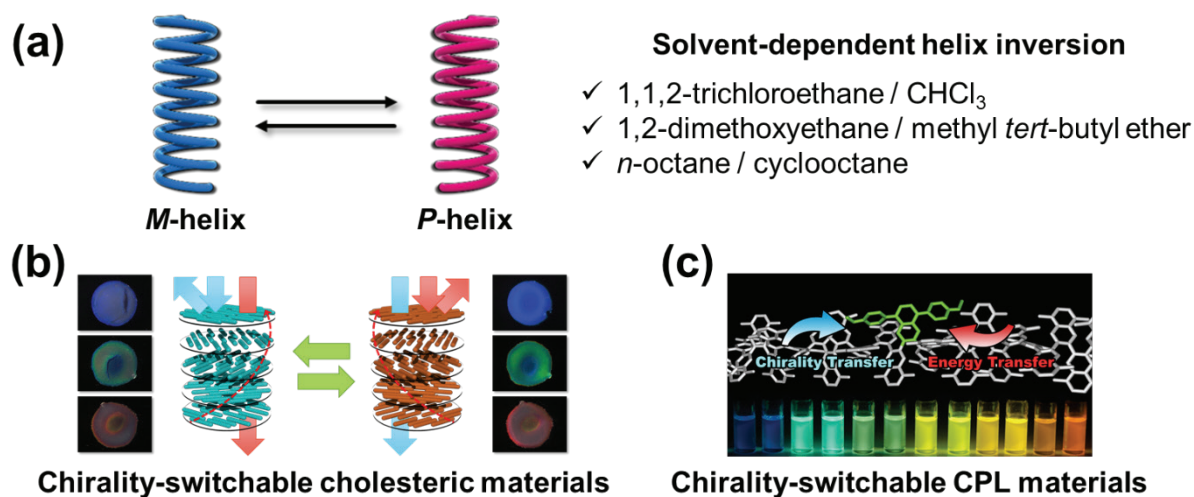 (a)
M-helix
P-helix
Solvent-dependent helix inversion
✓ 1,1,2-trichloroethane / CHCl₃
✓ 1,2-dimethoxyethane / methyl tert-butyl ether
✓ n-octane / cyclooctane
(b)
Chirality-switchable cholesteric materials
(c)
Chirality Transfer
Energy Transfer
Chirality-switchable CPL materials